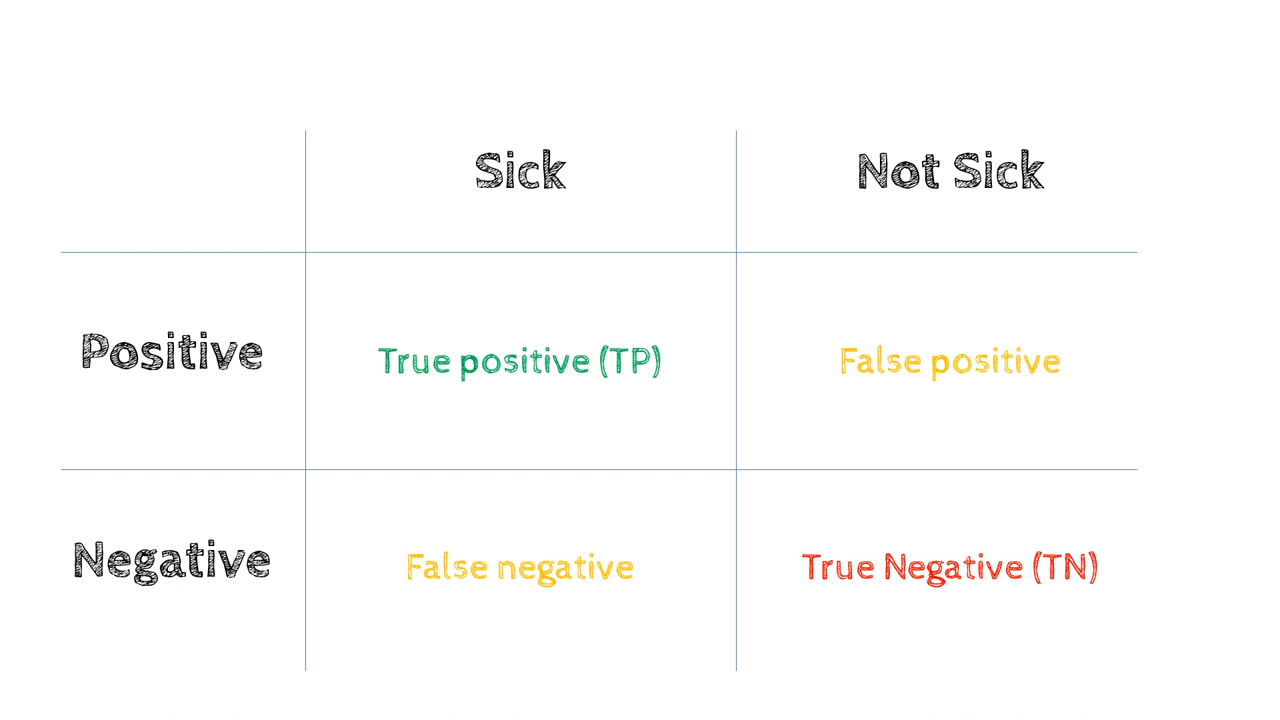 Sick
Not Sick
Positive
True positive (TP)
False positive
Negative
False negative
True Negative (TN)